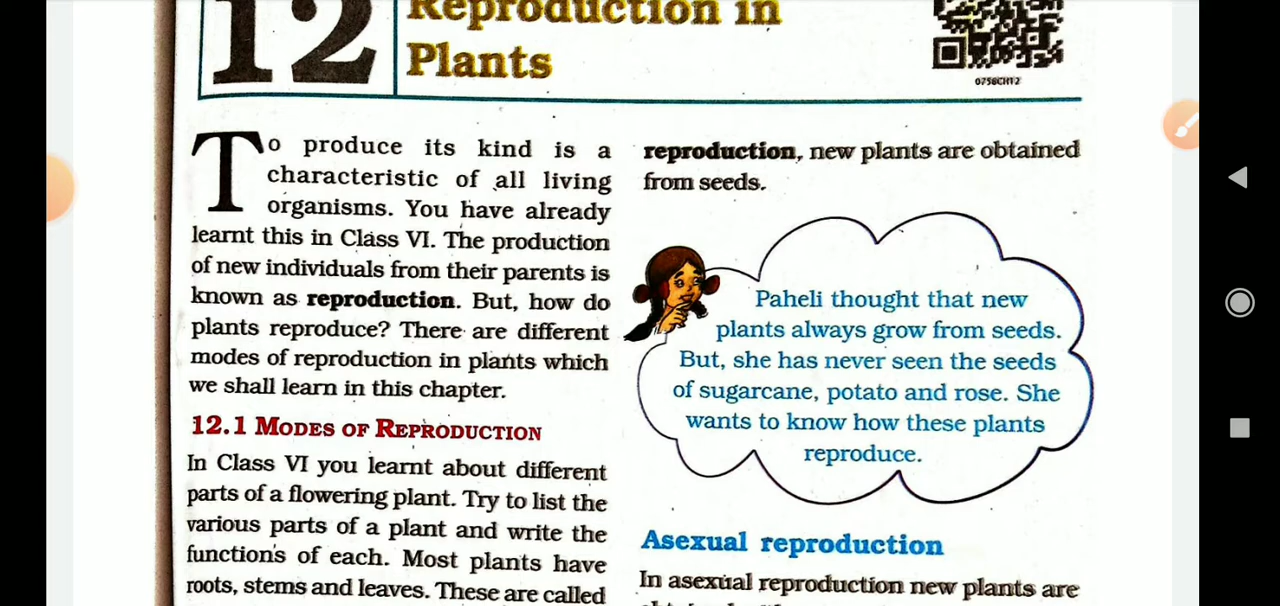 12
Reproduction in
Plants
0758CH12
To produce its kind is a
characteristic of all living
organisms. You have already
learnt this in Class VI. The production
of new individuals from their parents is
known as reproduction. But, how do
plants reproduce? There are different
modes of reproduction in plants which
we shall learn in this chapter.
12.1 MODES OF REPRODUCTION
In Class VI you learnt about different
parts of a flowering plant. Try to list the
various parts of a plant and write the
functions of each. Most plants have
roots, stems and leaves. These are called
reproduction, new plants are obtained
from seeds.
Paheli thought that new
plants always grow from seeds.
But, she has never seen the seeds
of sugarcane, potato and rose. She
wants to know how these plants
reproduce.
Asexual reproduction
In asexual reproduction new plants are